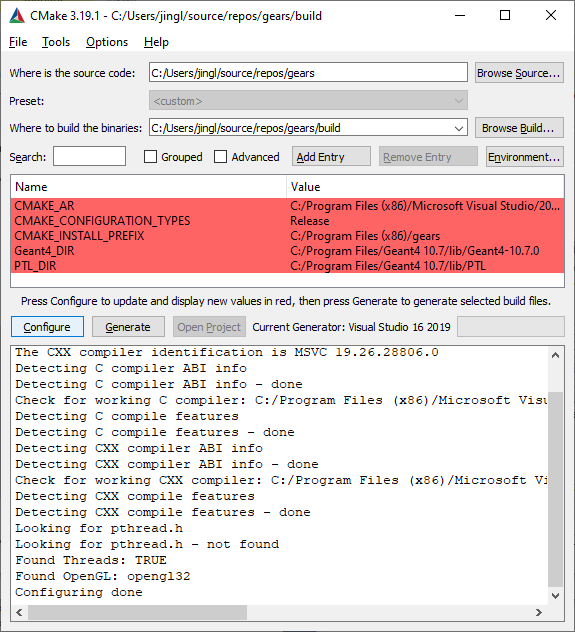 CMake 3.19.1 - C:/Users/jingl/source/repos/gears/build
File Tools Options Help
Where is the source code: C:/Users/jingl/source/repos/gears Browse Source...
Preset: <custom>
Where to build the binaries: C:/Users/jingl/source/repos/gears/build Browse Build...
Search: Grouped Advanced Add Entry Remove Entry Environment...
Name Value
CMAKE_AR C:/Program Files (x86)/Microsoft Visual Studio/20...
CMAKE_CONFIGURATION_TYPES Release
CMAKE_INSTALL_PREFIX C:/Program Files (x86)/gears
Geant4_DIR C:/Program Files/Geant4 10.7/lib/Geant4-10.7.0
PTL_DIR C:/Program Files/Geant4 10.7/lib/PTL
Press Configure to update and display new values in red, then press Generate to generate selected build files.
Configure Generate Open Project Current Generator: Visual Studio 16 2019
The CXX compiler identification is MSVC 19.26.28806.0
Detecting C compiler ABI info
Detecting C compiler ABI info - done
Check for working C compiler: C:/Program Files (x86)/Microsoft Visu
Detecting C compile features
Detecting C compile features - done
Detecting CXX compiler ABI info
Detecting CXX compiler ABI info - done
Check for working CXX compiler: C:/Program Files (x86)/Microsoft Vi
Detecting CXX compile features
Detecting CXX compile features - done
Looking for pthread.h
Looking for pthread.h - not found
Found Threads: TRUE
Found OpenGL: opengl32
Configuring done